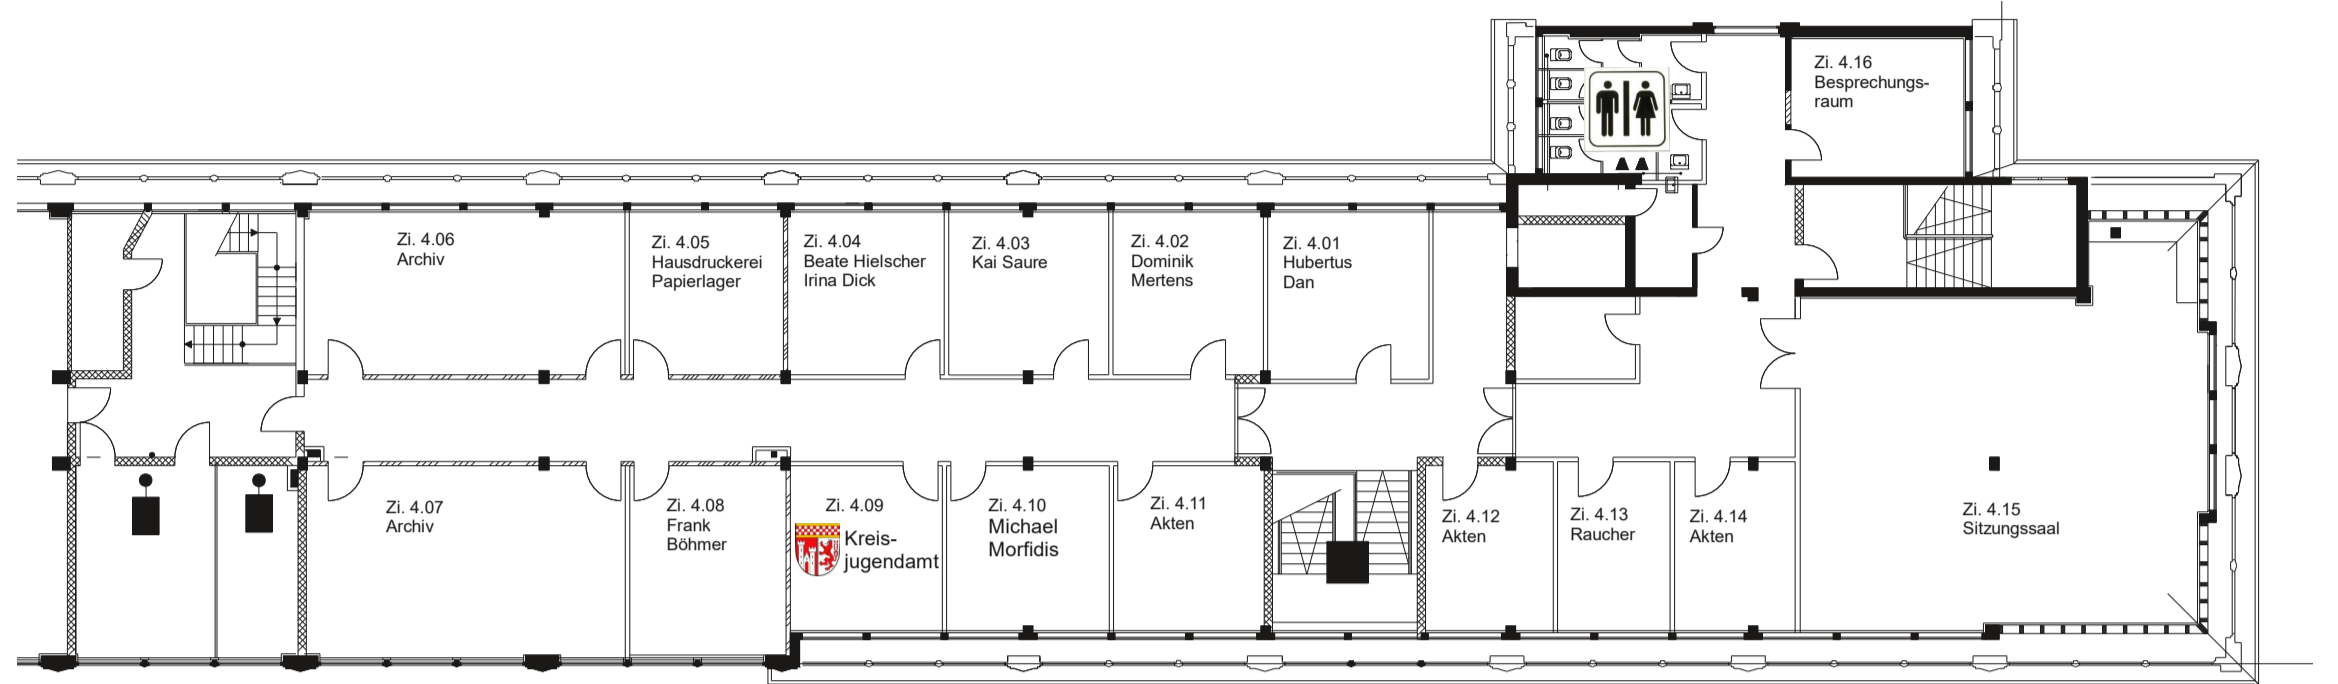 Zi. 4.16
Besprechungs-
raum
Zi. 4.06
Archiv
Zi. 4.05
Hausdruckerei
Papierlager
Zi. 4.04
Beate Hielscher
Irina Dick
Zi. 4.03
Kai Saure
Zi. 4.02
Dominik
Mertens
Zi. 4.01
Hubertus
Dan
Zi. 4.07
Archiv
Zi. 4.08
Frank
Böhmer
Zi. 4.09
Kreis-
jugendamt
Zi. 4.10
Michael
Morfidis
Zi. 4.11
Akten
Zi. 4.12
Akten
Zi. 4.13
Raucher
Zi. 4.14
Akten
Zi. 4.15
Sitzungssaal